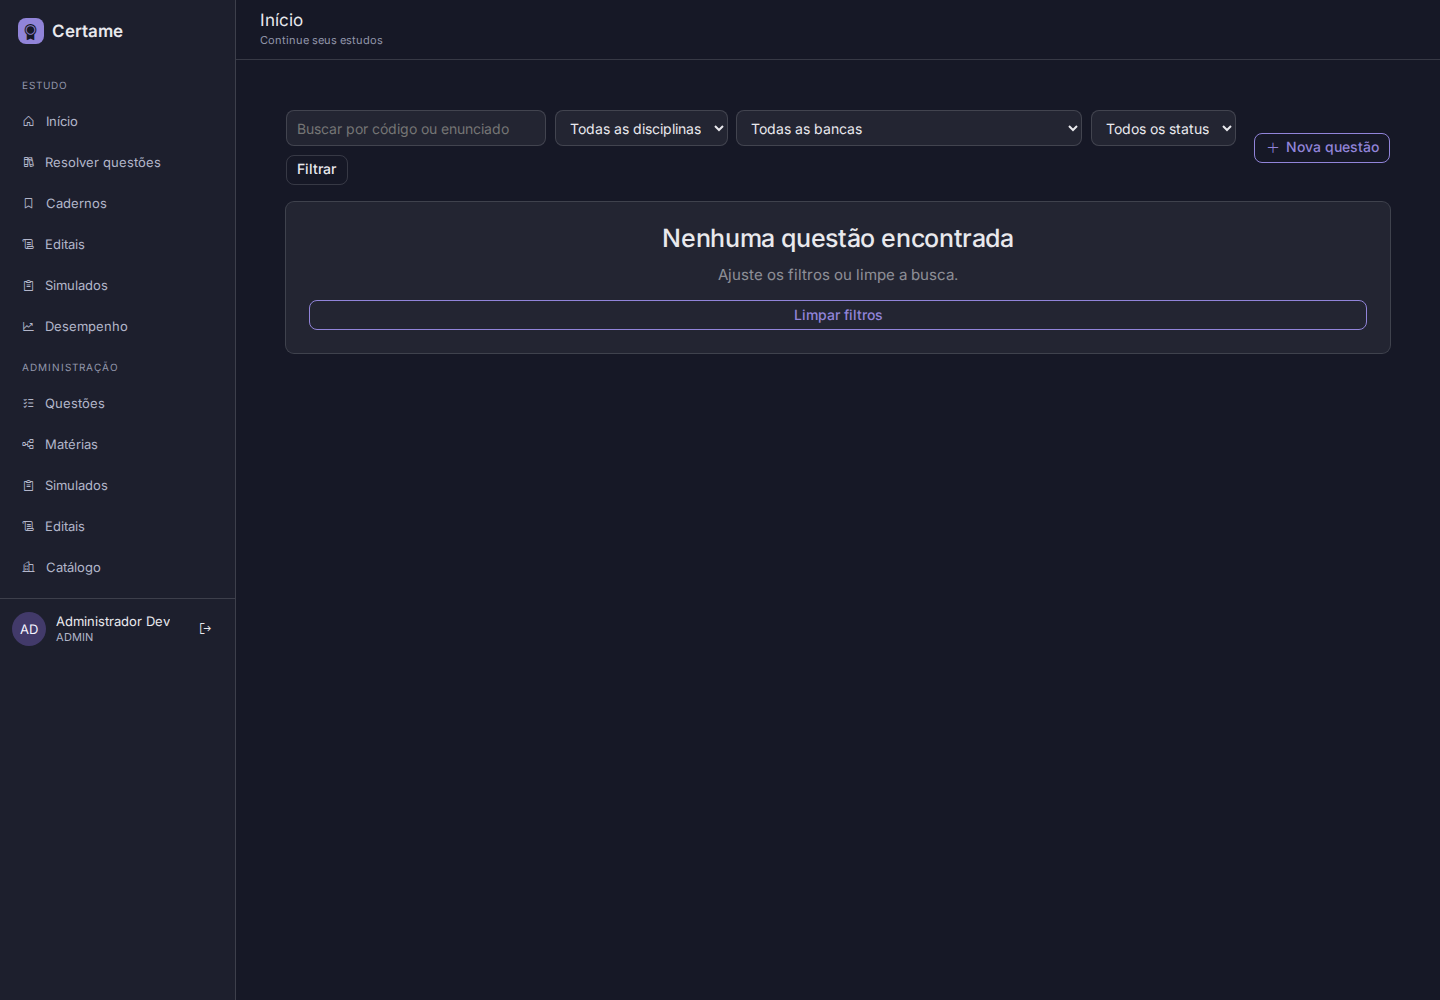 Certame
ESTUDO
Início
Resolver questões
Cadernos
Editais
Simulados
Desempenho
ADMINISTRAÇÃO
Questões
Matérias
Simulados
Editais
Catálogo
AD
Administrador Dev
ADMIN
Início
Continue seus estudos
Buscar por código ou enunciado
Todas as disciplinas
Todas as bancas
Todos os status
Filtrar
Nova questão
Nenhuma questão encontrada
Ajuste os filtros ou limpe a busca.
Limpar filtros